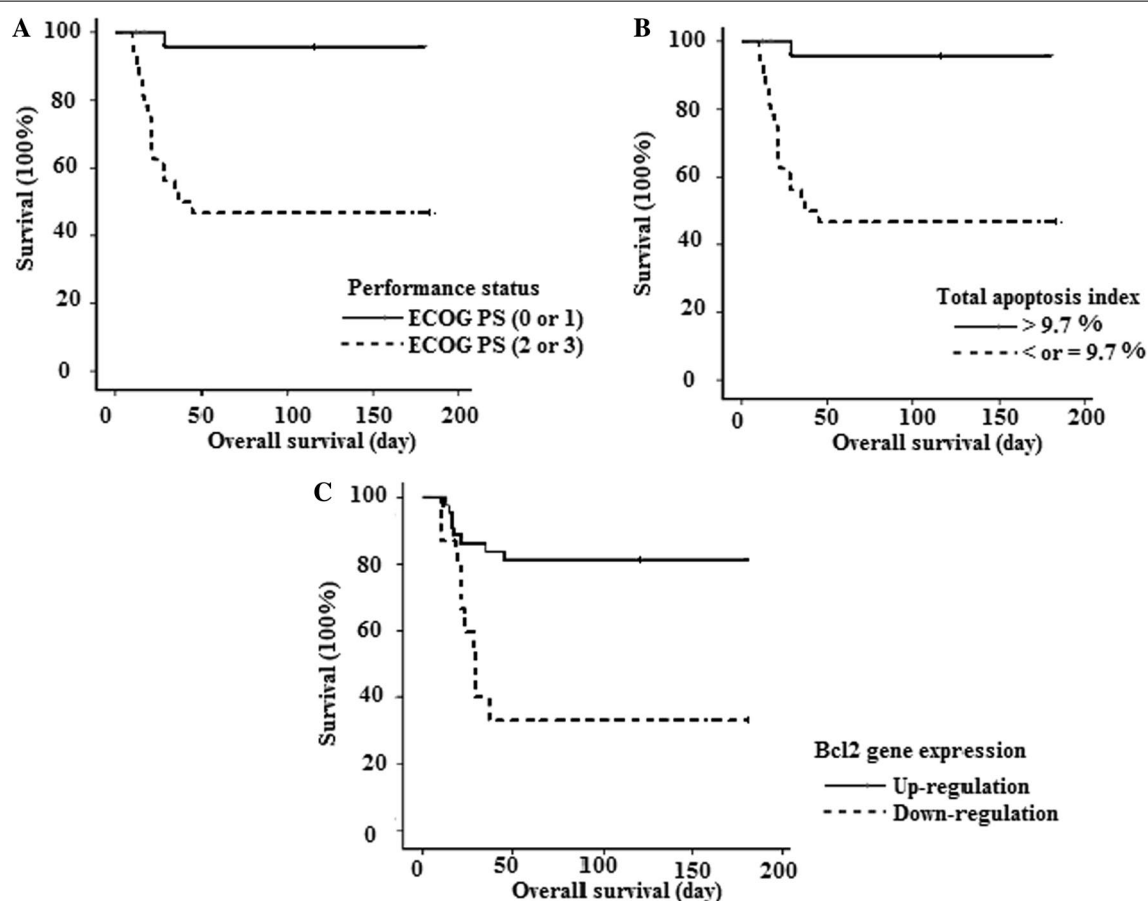 A
100
80
60
40
20
0
Survival (100%)
Performance status
ECOG PS (0 or 1)
ECOG PS (2 or 3)
0 50 100 150 200
Overall survival (day)
B
100
80
60
40
20
0
Survival (100%)
Total apoptosis index
> 9.7 %
< or = 9.7 %
0 50 100 150 200
Overall survival (day)
C
100
80
60
40
20
0
Survival (100%)
Bcl2 gene expression
Up-regulation
Down-regulation
0 50 100 150 200
Overall survival (day)